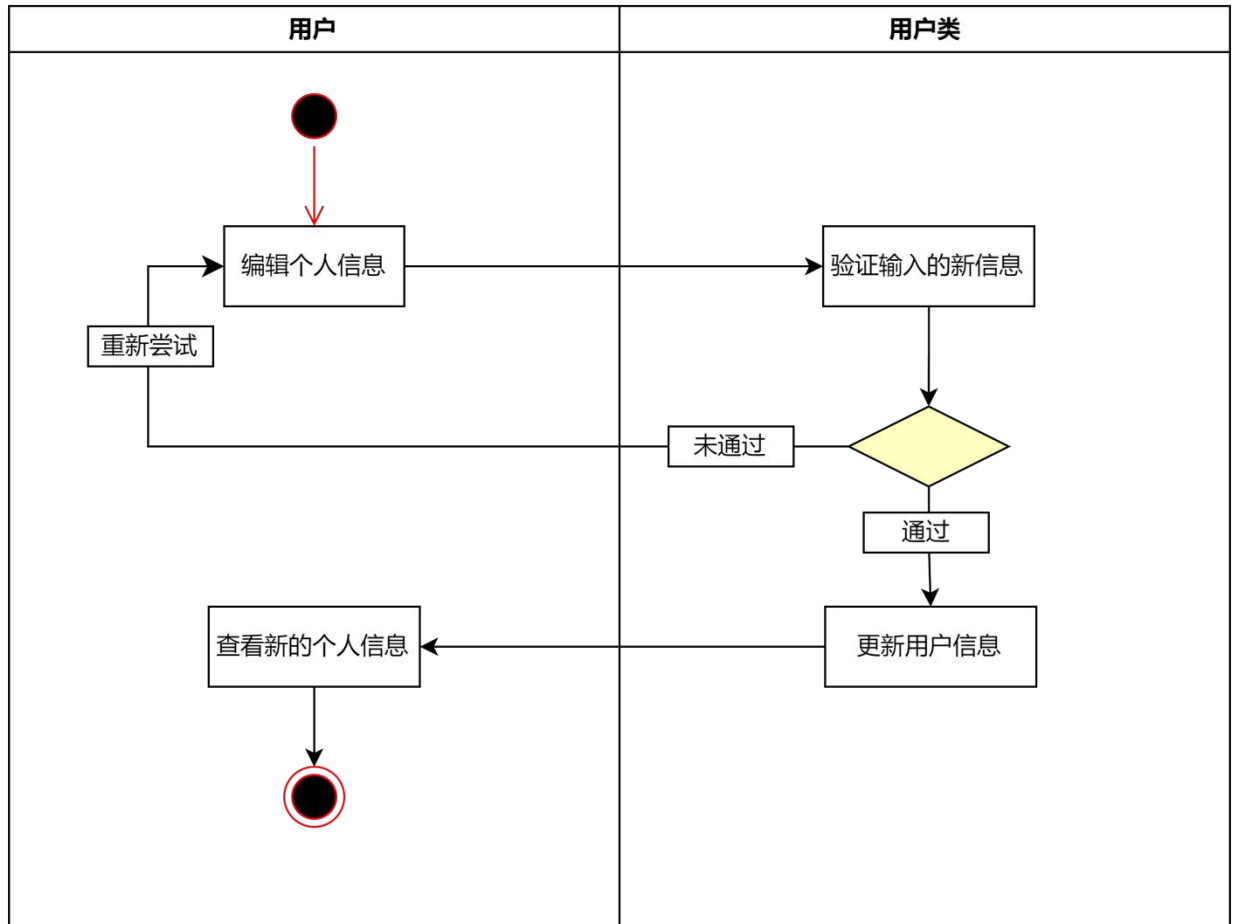 用户
用户类
编辑个人信息
验证输入的新信息
重新尝试
未通过
通过
查看新的个人信息
更新用户信息